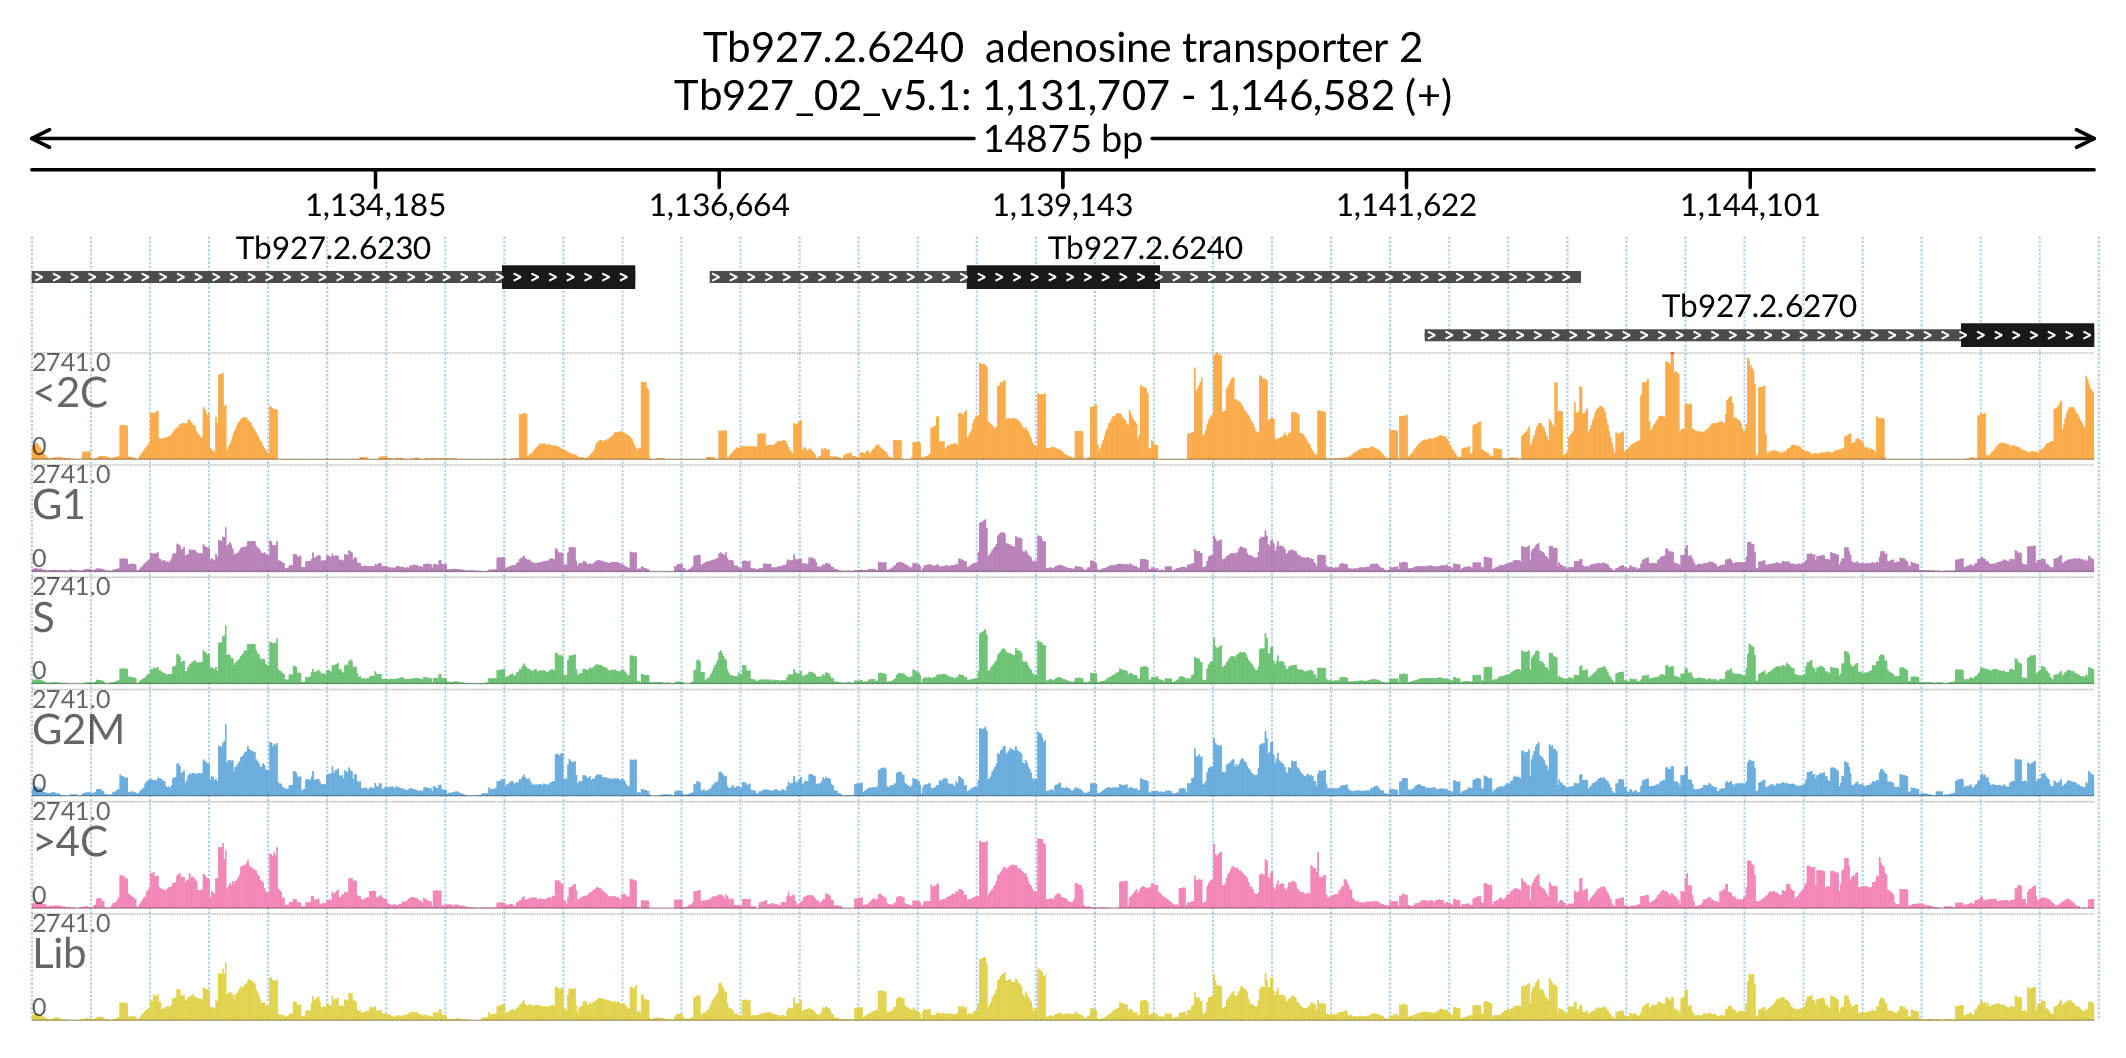 Tb927.2.6240  adenosine transporter 2
Tb927_02_v5.1: 1,131,707 - 1,146,582 (+)
14875 bp
1,134,185 1,136,664 1,139,143 1,141,622 1,144,101
Tb927.2.6230 Tb927.2.6240
Tb927.2.6270
2741.0
<2C
0
2741.0
G1
0
2741.0
S
0
2741.0
G2M
0
2741.0
>4C
0
2741.0
Lib
0